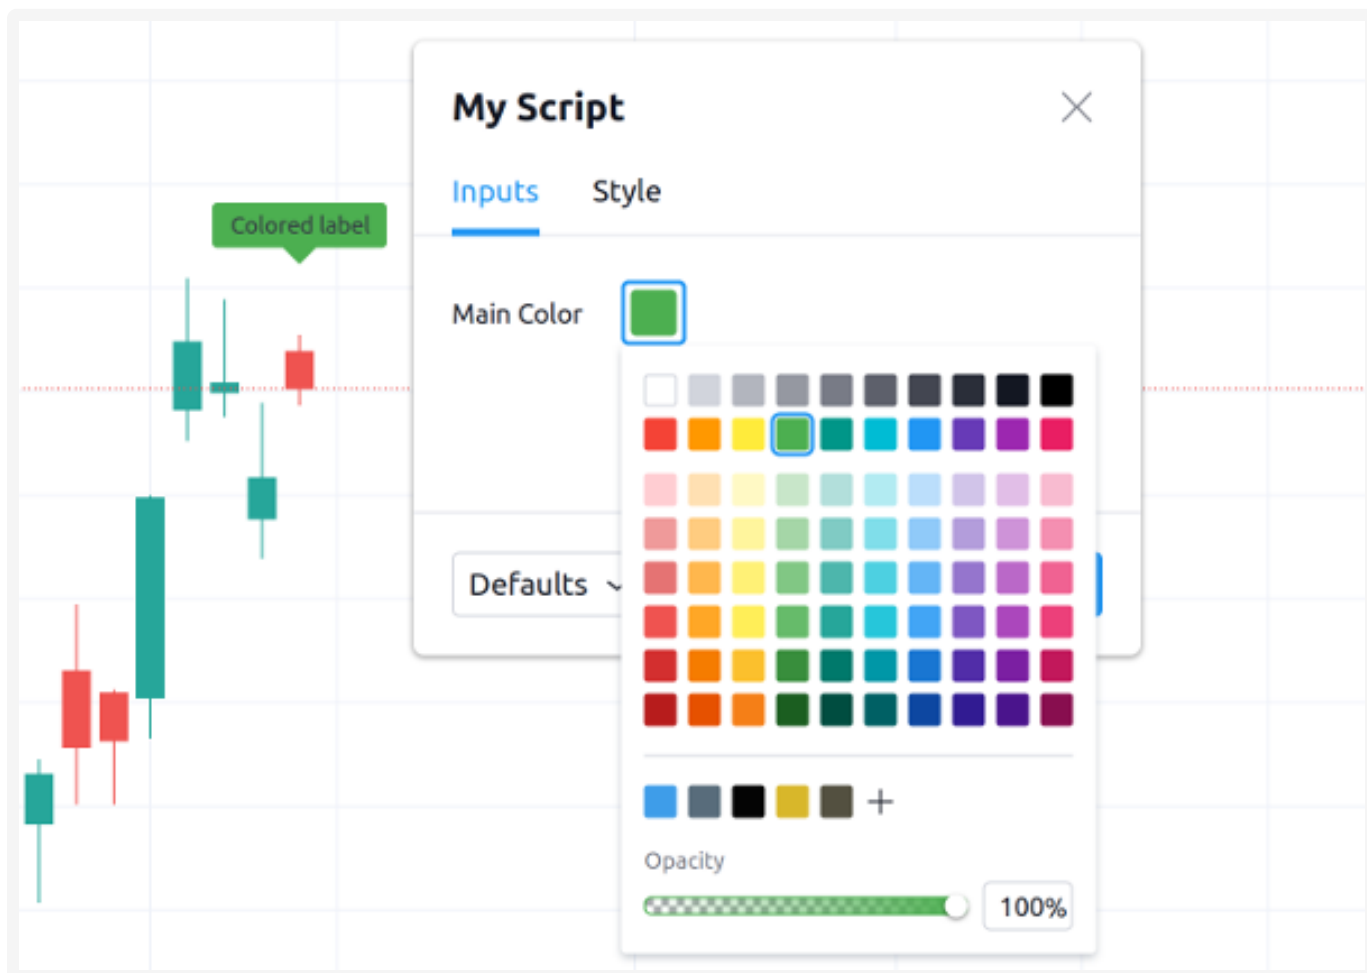 My Script
Inputs Style
Colored label
Main Color
Defaults
Opacity
100%